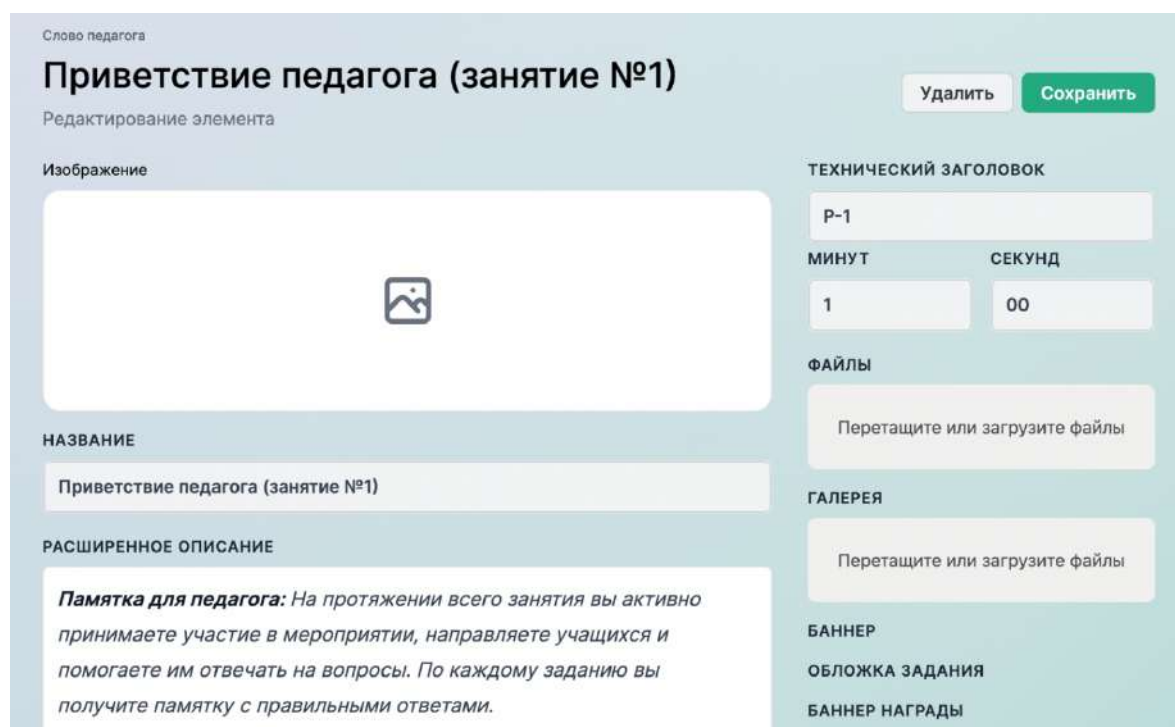 Слово педагога
Приветствие педагога (занятие №1)
Редактирование элемента
Удалить
Сохранить
Изображение
НАЗВАНИЕ
Приветствие педагога (занятие №1)
РАСШИРЕННОЕ ОПИСАНИЕ
Памятка для педагога: На протяжении всего занятия вы активно
принимаете участие в мероприятии, направляете учащихся и
помогаете им отвечать на вопросы. По каждому заданию вы
получите памятку с правильными ответами.
ТЕХНИЧЕСКИЙ ЗАГОЛОВОК
Р-1
МИНУТ
СЕКУНД
1
00
ФАЙЛЫ
Перетащите или загрузите файлы
ГАЛЕРЕЯ
Перетащите или загрузите файлы
БАННЕР
ОБЛОЖКА ЗАДАНИЯ
БАННЕР НАГРАДЫ